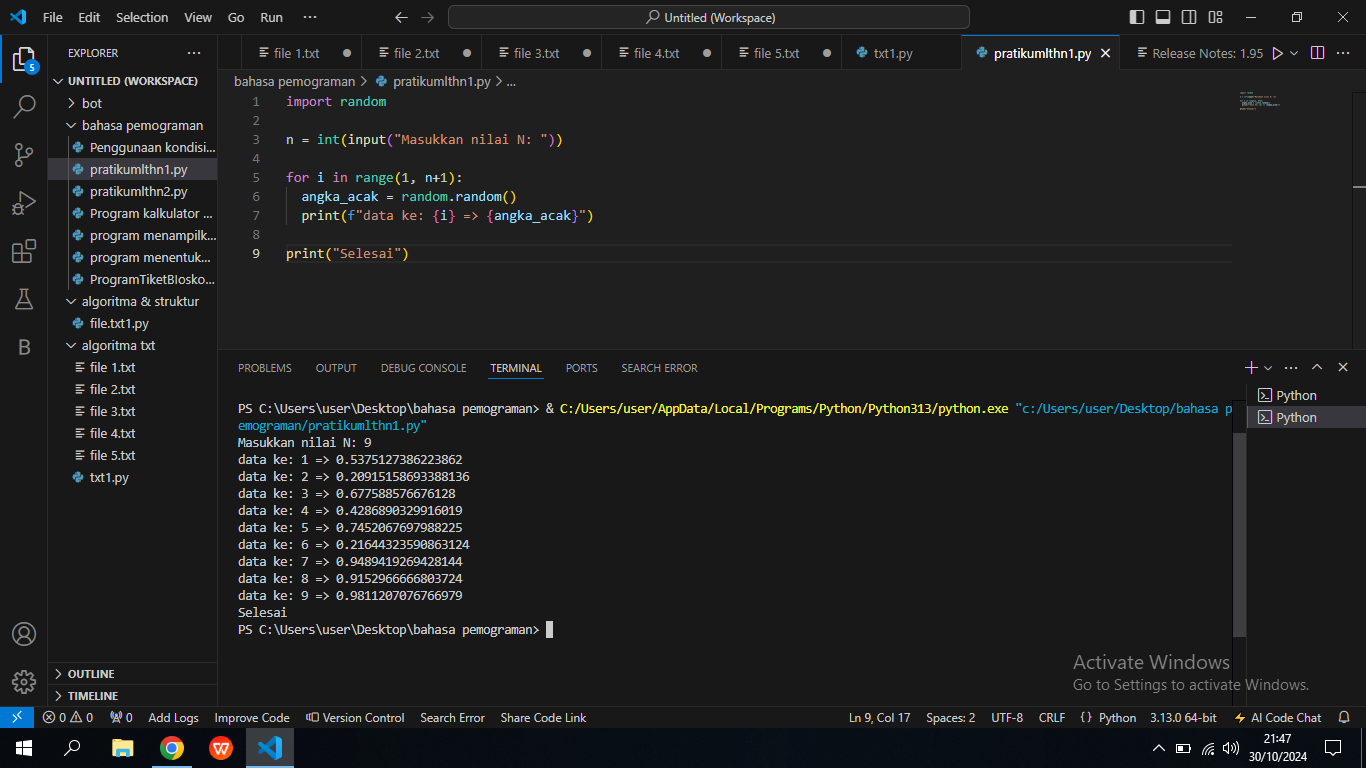 File Edit Selection View Go Run ··· Untitled (Workspace)
EXPLORER ···
file 1.txt file 2.txt file 3.txt file 4.txt file 5.txt txt1.py pratikumlthn1.py Release Notes: 1.95 ···
UNTITLED (WORKSPACE)
bot
bahasa pemograman
Penggunaan kondisi...
pratikumlthn1.py
pratikumlthn2.py
Program kalkulator ...
program menampilk...
program menentuk...
ProgramTiketBIosko...
algoritma & struktur
file.txt1.py
algoritma txt
file 1.txt
file 2.txt
file 3.txt
file 4.txt
file 5.txt
txt1.py
OUTLINE
TIMELINE
5
B
bahasa pemograman > pratikumlthn1.py > ...
1 import random
2
3 n = int(input("Masukkan nilai N: "))
4
5 for i in range(1, n+1):
6 angka_acak = random.random()
7 print(f"data ke: {i} => {angka_acak}")
8
9 print("Selesai")
PROBLEMS OUTPUT DEBUG CONSOLE TERMINAL PORTS SEARCH ERROR ···
PS C:\Users\user\Desktop\bahasa pemograman> & C:/Users/user/AppData/Local/Programs/Python/Python313/python.exe "c:/Users/user/Desktop/bahasa p
emograman/pratikumlthn1.py"
Masukkan nilai N: 9
data ke: 1 => 0.5375127386223862
data ke: 2 => 0.20915158693388136
data ke: 3 => 0.677588576676128
data ke: 4 => 0.4286890329916019
data ke: 5 => 0.7452067697988225
data ke: 6 => 0.21644323590863124
data ke: 7 => 0.9489419269428144
data ke: 8 => 0.9152966666803724
data ke: 9 => 0.9811207076766979
Selesai
PS C:\Users\user\Desktop\bahasa pemograman>
Python
Python
Activate Windows
Go to Settings to activate Windows.
0 0 0 Add Logs Improve Code Version Control Search Error Share Code Link Ln 9, Col 17 Spaces: 2 UTF-8 CRLF {} Python 3.13.0 64-bit AI Code Chat
21:47
30/10/2024